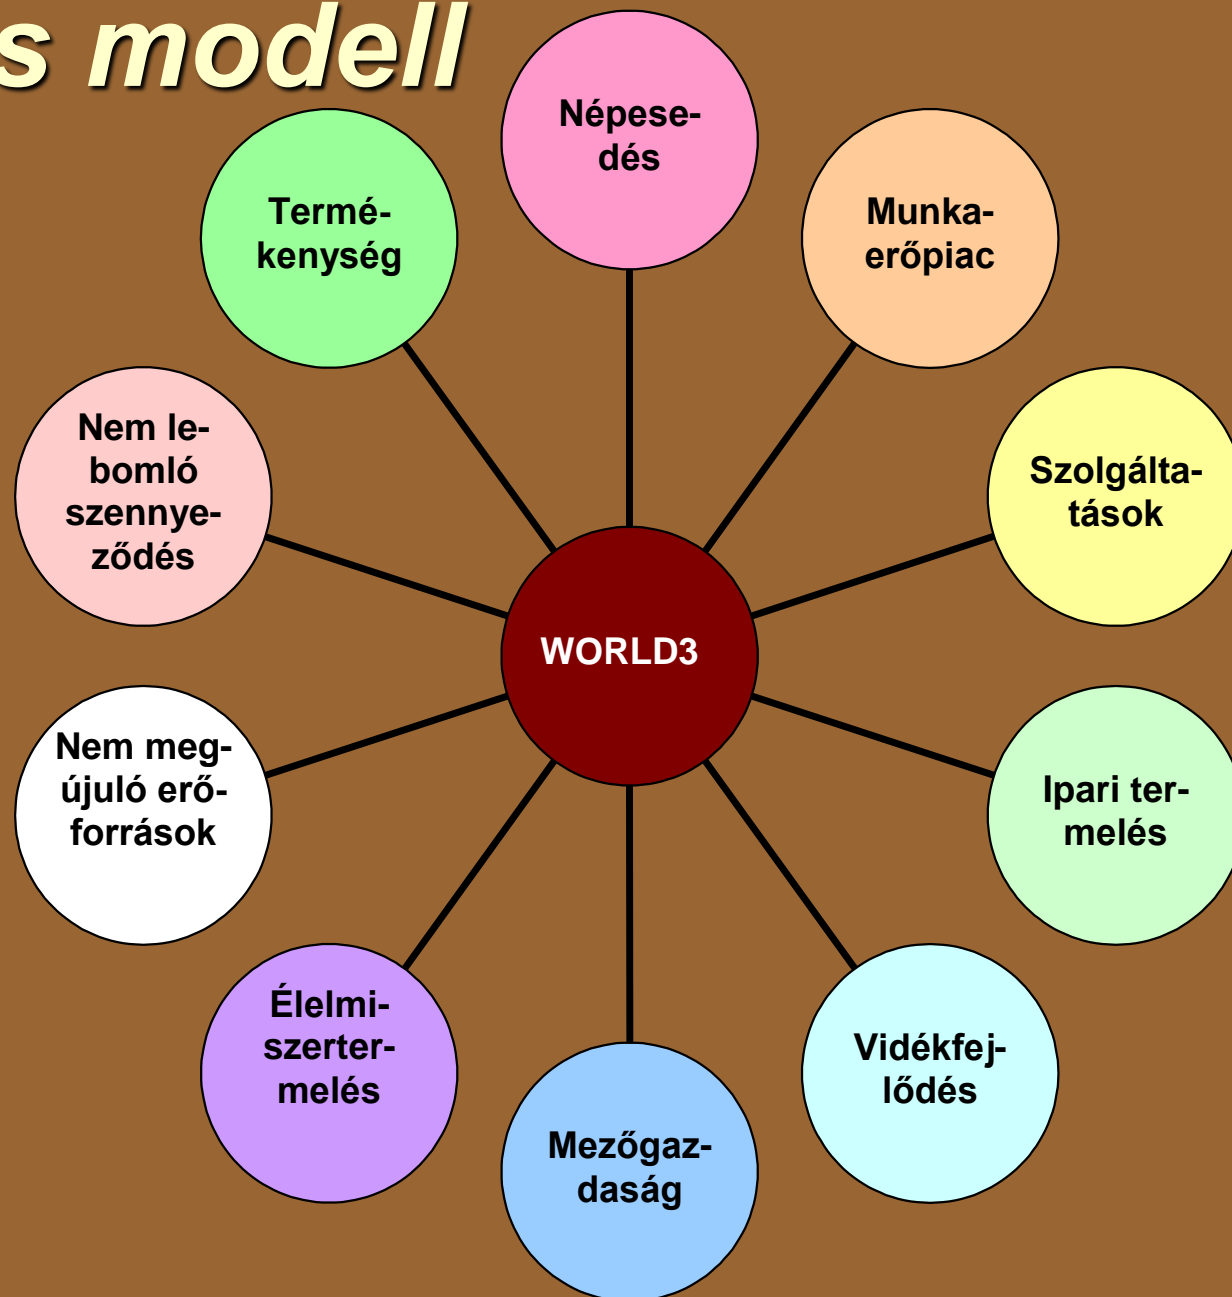 s modell
Népese-
dés
Termé-
kenység
Munka-
erőpiac
Nem le-
bomló
szennye-
ződés
Szolgálta-
tások
WORLD3
Nem meg-
újuló erő-
források
Ipari ter-
melés
Élelmi-
szerter-
melés
Vidékfej-
lődés
Mezőgaz-
daság